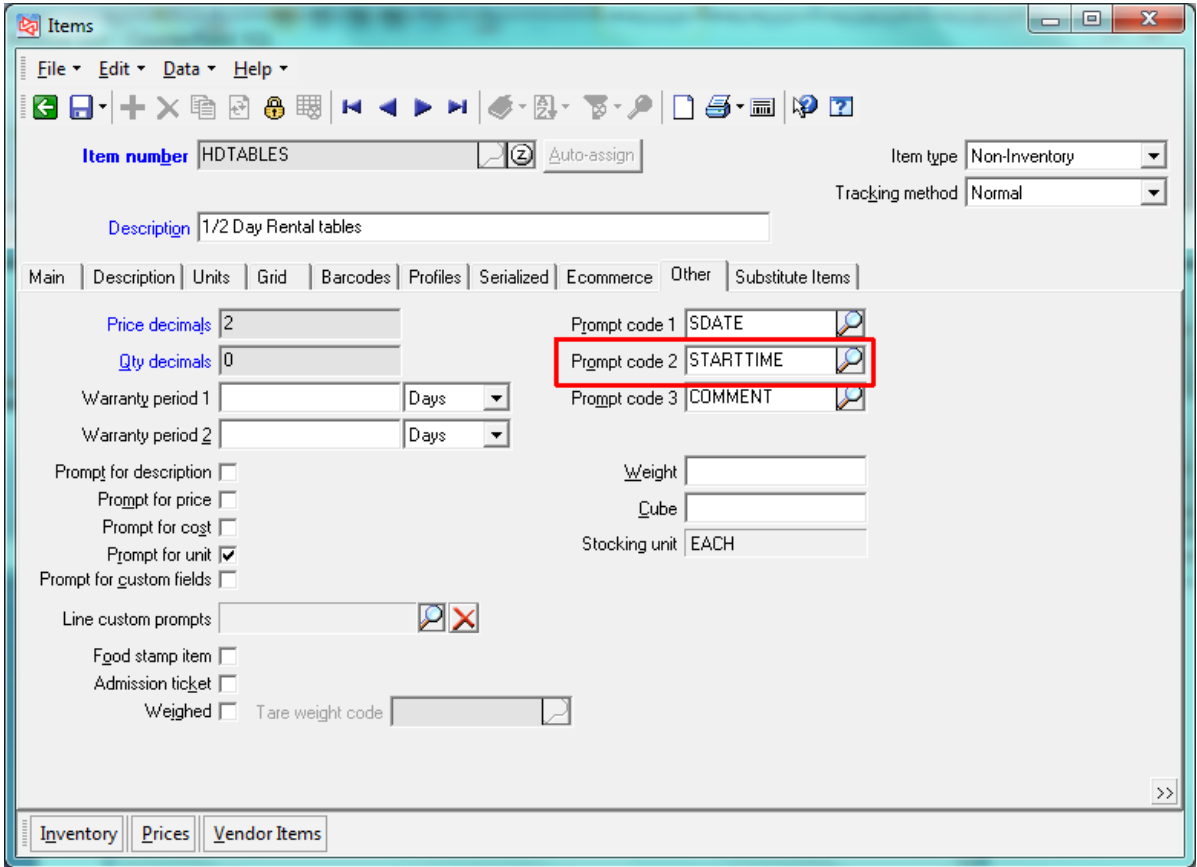 Items
File Edit Data Help
Item number HDTABLES Auto-assign Item type Non-Inventory
Tracking method Normal
Description 1/2 Day Rental tables
Main Description Units Grid Barcodes Profiles Serialized Ecommerce Other Substitute Items
Price decimals 2 Prompt code 1 SDATE
Qty decimals 0 Prompt code 2 STARTTIME
Warranty period 1 Days Prompt code 3 COMMENT
Warranty period 2 Days
Prompt for description Weight
Prompt for price Cube
Prompt for cost
Stocking unit EACH
Prompt for unit
Prompt for custom fields
Line custom prompts
Food stamp item
Admission ticket
Weighed Tare weight code
>>
Inventory Prices Vendor Items